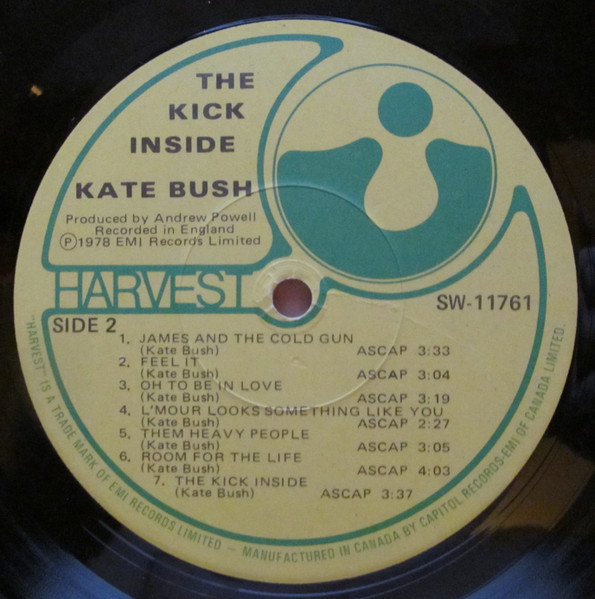 THE
KICK
INSIDE
KATE BUSH
Produced by Andrew Powell
Recorded in England
Ⓟ1978 EMI Records Limited
HARVEST
SW-11761
SIDE 2
1. JAMES AND THE COLD GUN
(Kate Bush) ASCAP 3:33
2. FEEL IT
(Kate Bush) ASCAP 3:04
3. OH TO BE IN LOVE
(Kate Bush) ASCAP 3:19
4. L'MOUR LOOKS SOMETHING LIKE YOU
(Kate Bush) ASCAP 2:27
5. THEM HEAVY PEOPLE
(Kate Bush) ASCAP 3:05
6. ROOM FOR THE LIFE
(Kate Bush) ASCAP 4:03
7. THE KICK INSIDE
(Kate Bush) ASCAP 3:37
"HARVEST" IS A TRADE MARK OF EMI RECORDS LIMITED — MANUFACTURED IN CANADA BY CAPITOL RECORDS-EMI OF CANADA LIMITED.